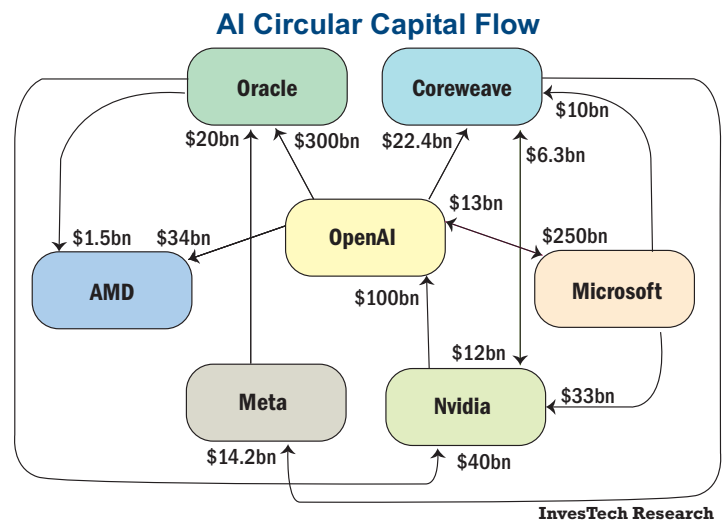 AI Circular Capital Flow
Oracle
Coreweave
$10bn
$20bn
$300bn
$22.4bn
$6.3bn
$13bn
$1.5bn
$34bn
OpenAI
$250bn
AMD
$100bn
Microsoft
$12bn
Meta
Nvidia
$33bn
$14.2bn
$40bn
InvesTech Research